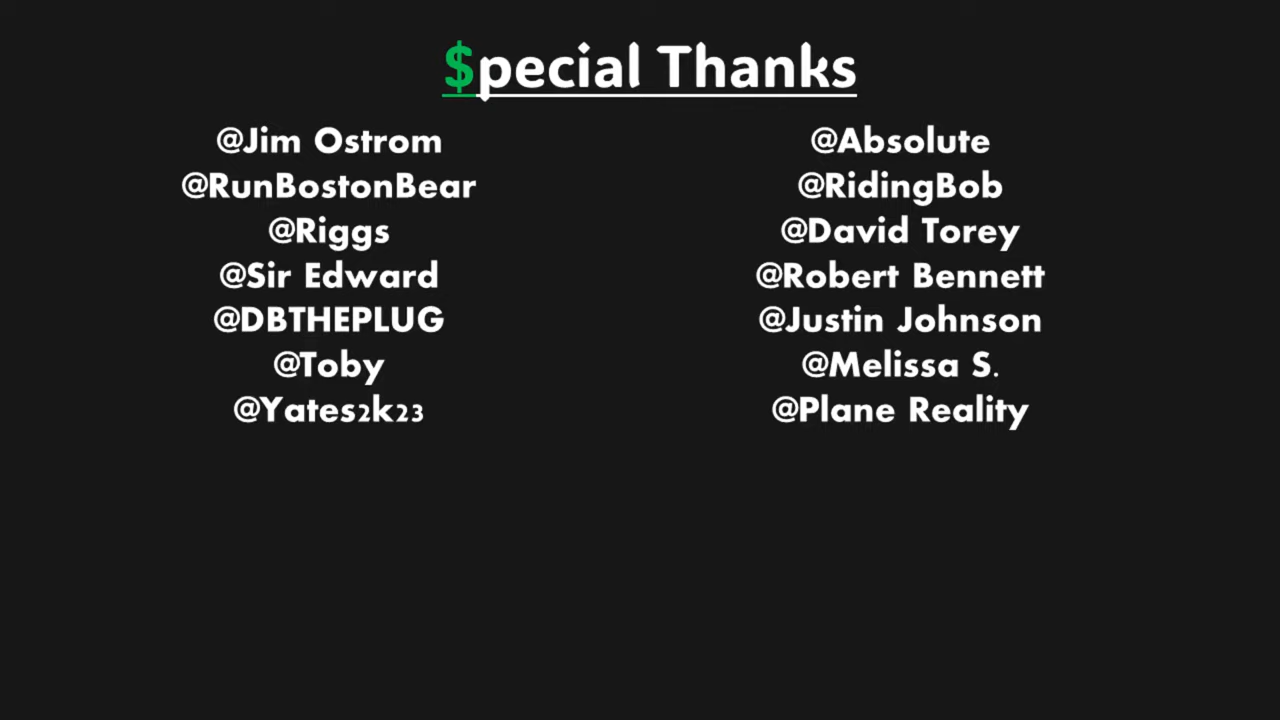 $pecial Thanks
@Jim Ostrom
@RunBostonBear
@Riggs
@Sir Edward
@DBTHEPLUG
@Toby
@Yates2k23
@Absolute
@RidingBob
@David Torey
@Robert Bennett
@Justin Johnson
@Melissa S.
@Plane Reality